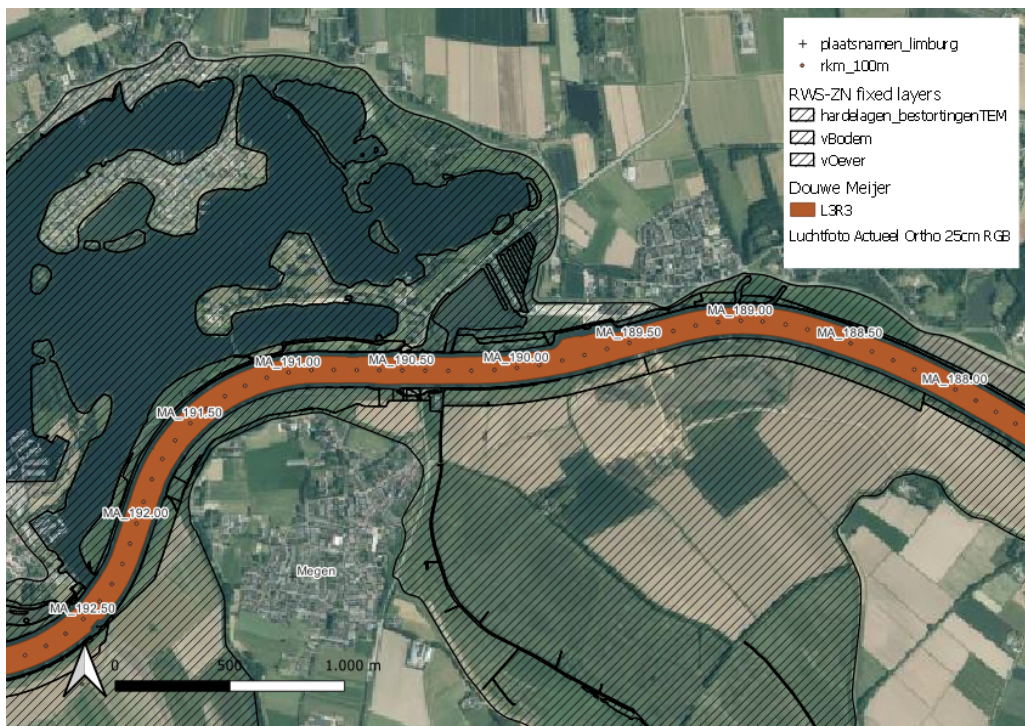 plaatsnamen_limburg
rkm_100m
RWS-ZN fixed layers
hardelagen_bestortingenTEM
vBodem
vOever
Douwe Meijer
L3R3
Luchtfoto Actueel Ortho 25cm RGB
MA_189.00
MA_189.50
MA_188.50
MA_191.00
MA_190.50
MA_190.00
MA_188.00
MA_191.50
MA_192.00
Megen
MA_192.50
0
500
1.000 m